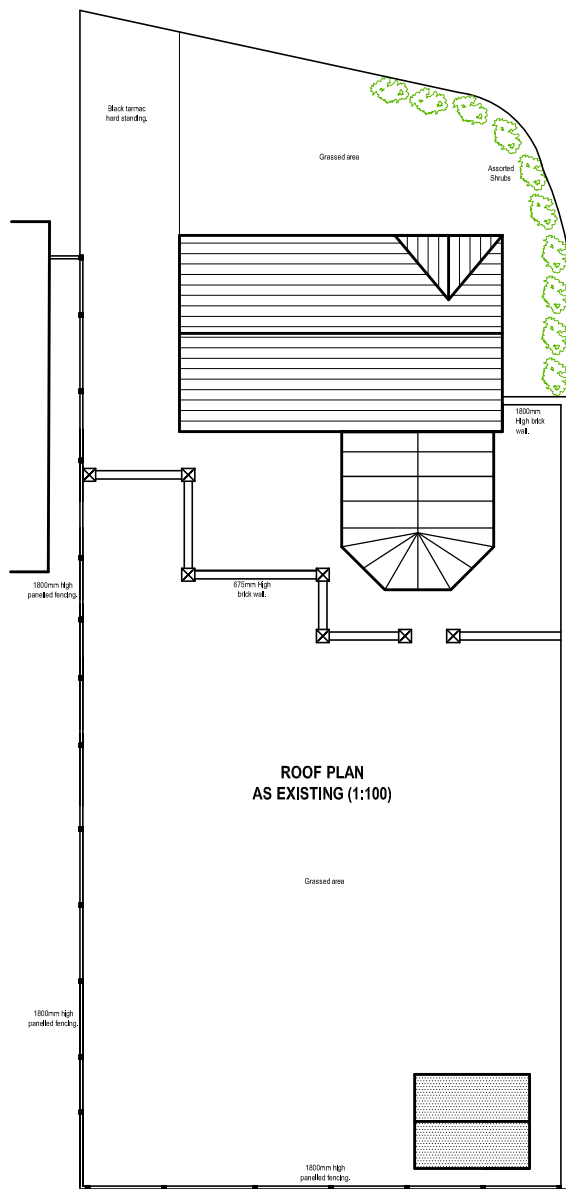 Black tarmac
hard standing.
Grassed area
Assorted
Shrubs
1800mm
High brick
wall.
1800mm high
panelled fencing.
675mm High
brick wall.
ROOF PLAN
AS EXISTING (1:100)
Grassed area
1800mm high
panelled fencing.
1800mm high
panelled fencing.